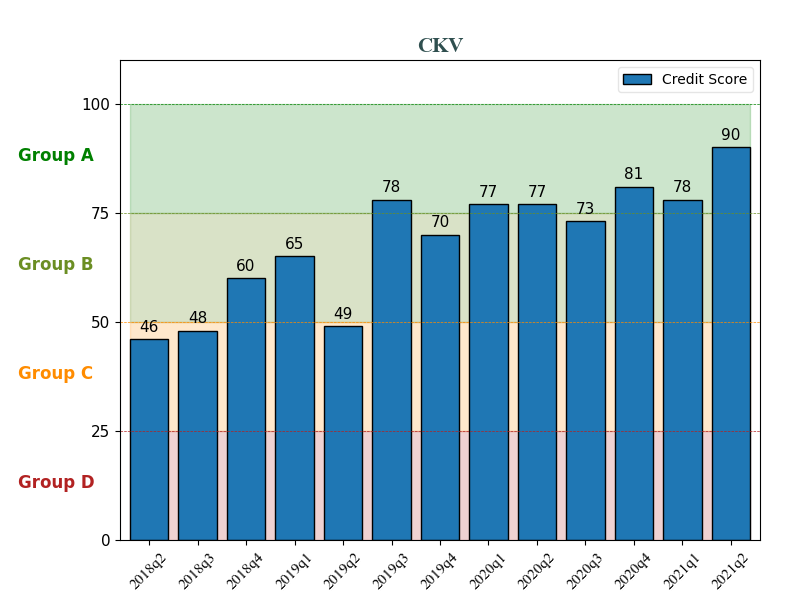 CKV
Credit Score
100
75
50
25
0
Group A
Group B
Group C
Group D
46
48
60
65
49
78
70
77
77
73
81
78
90
2018q2
2018q3
2018q4
2019q1
2019q2
2019q3
2019q4
2020q1
2020q2
2020q3
2020q4
2021q1
2021q2